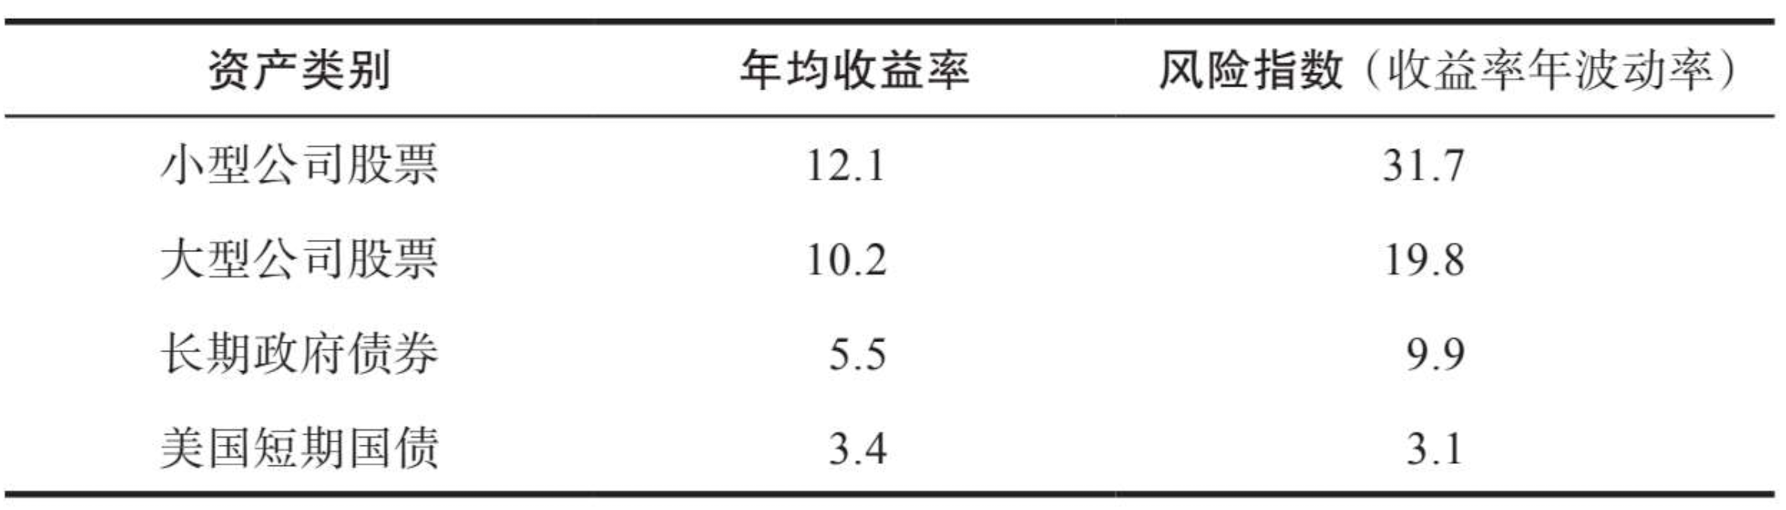 资产类别 年均收益率 风险指数（收益率年波动率）
小型公司股票 12.1 31.7
大型公司股票 10.2 19.8
长期政府债券 5.5 9.9
美国短期国债 3.4 3.1